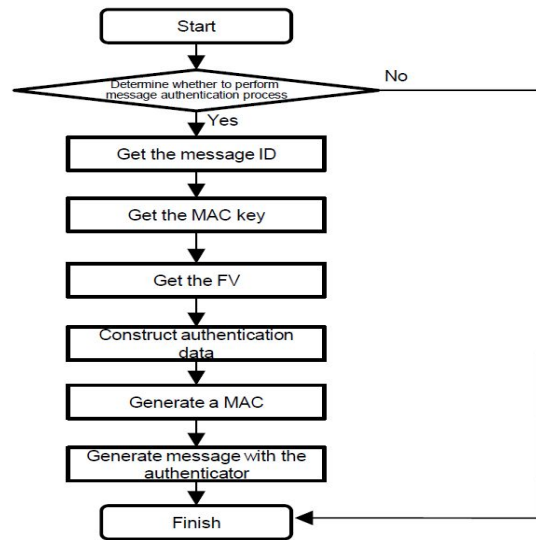 Start
Determine whether to perform
message authentication process
No
Yes
Get the message ID
Get the MAC key
Get the FV
Construct authentication
data
Generate a MAC
Generate message with the
authenticator
Finish